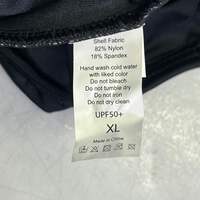 Shell Fabric
82% Nylon
18% Spandex
Hand wash cold water
with liked color
Do not bleach
Do not tumble dry
Do not iron
Do not dry clean
UPF50+
XL
Made in China